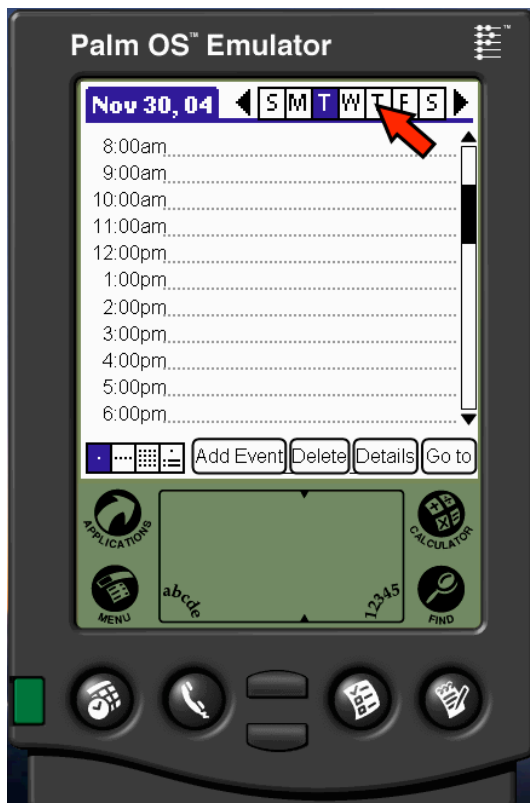 Palm OS™ Emulator
™
Nov 30, 04 S M T W T F S
8:00am
9:00am
10:00am
11:00am
12:00pm
1:00pm
2:00pm
3:00pm
4:00pm
5:00pm
6:00pm
Add Event Delete Details Go to
APPLICATIONS
CALCULATOR
MENU
abcde
12345
FIND